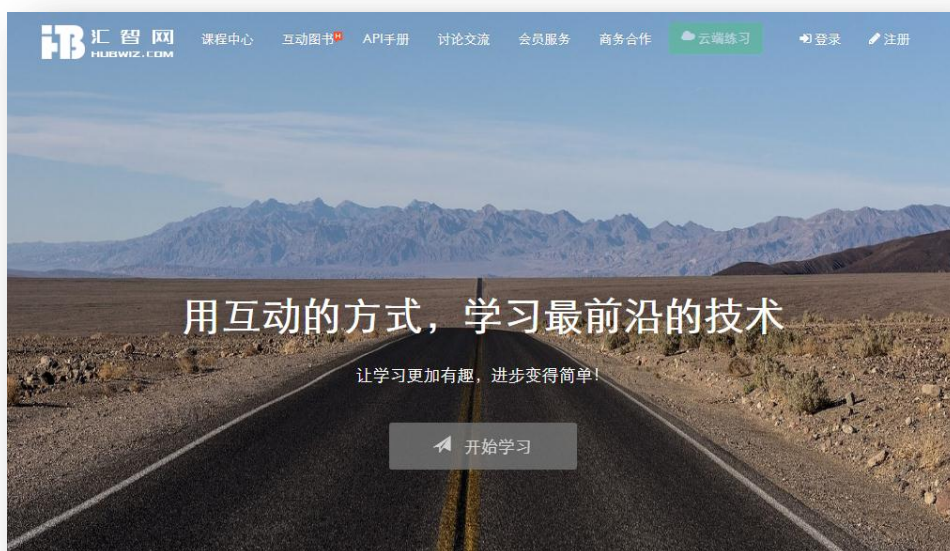 汇智网
HUBWIZ.COM
课程中心 互动图书 H API手册 讨论交流 会员服务 商务合作 云端练习 登录 注册
用互动的方式，学习最前沿的技术
让学习更加有趣，进步变得简单！
开始学习